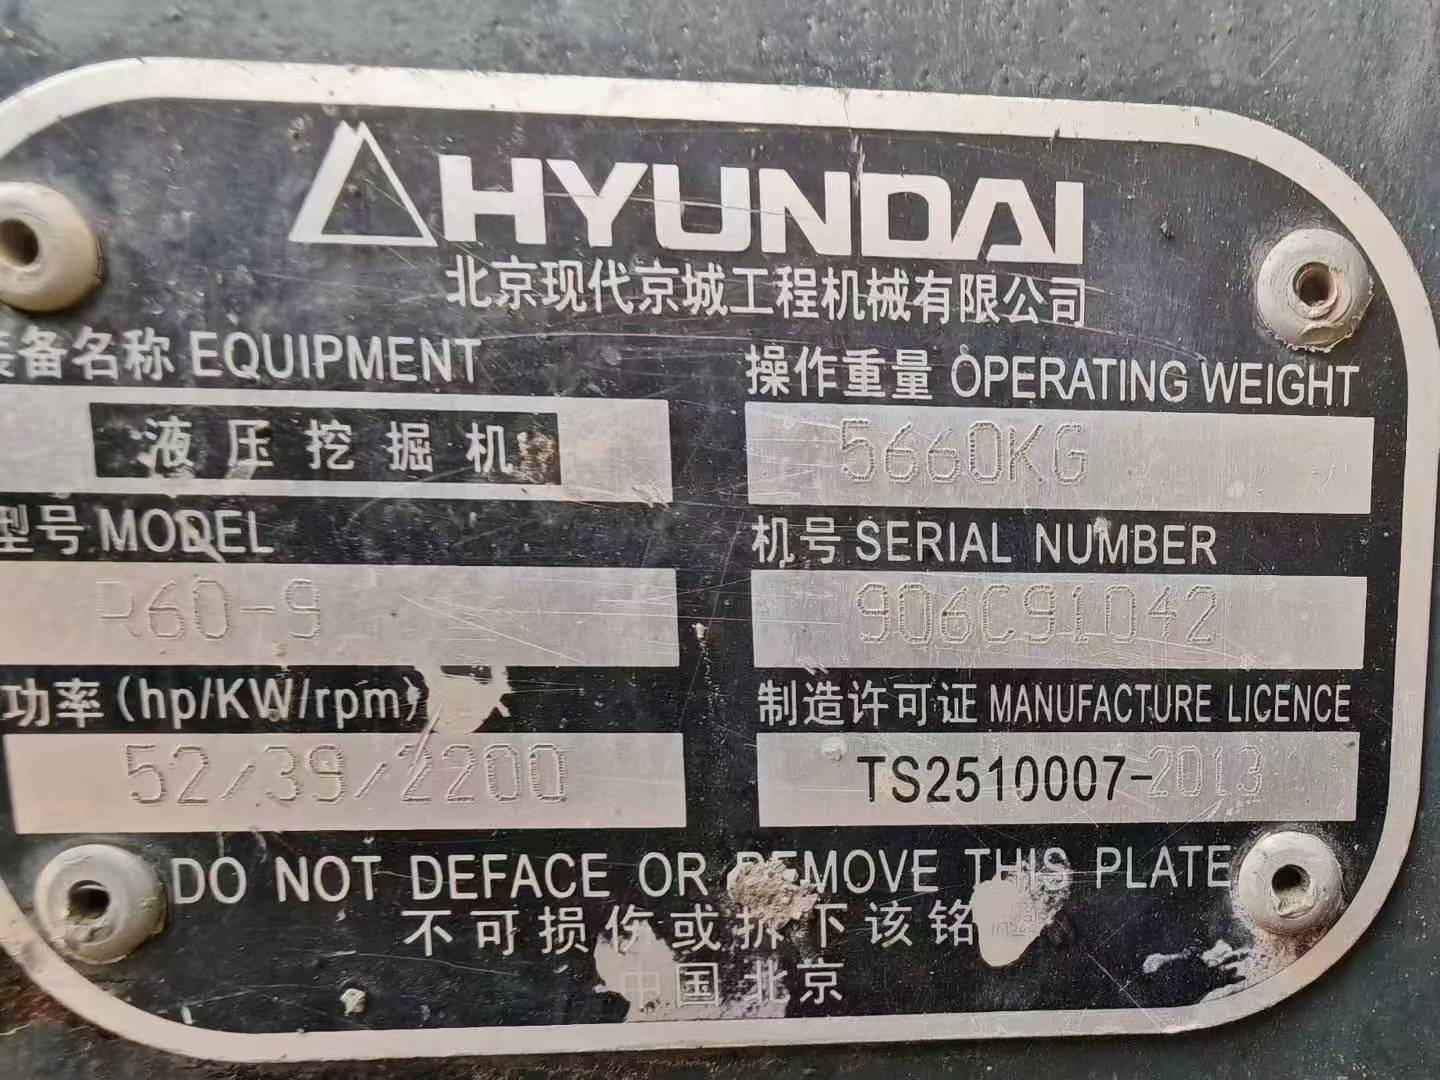 HYUNDAI
北京现代京城工程机械有限公司
装备名称 EQUIPMENT
液压挖掘机
操作重量 OPERATING WEIGHT
5660KG
型号 MODEL
R60-9
机号 SERIAL NUMBER
906C91042
功率(hp/KW/rpm)
52/39/2200
制造许可证 MANUFACTURE LICENCE
TS2510007-2013
DO NOT DEFACE OR REMOVE THIS PLATE
不可损伤或拆下该铭
中国北京